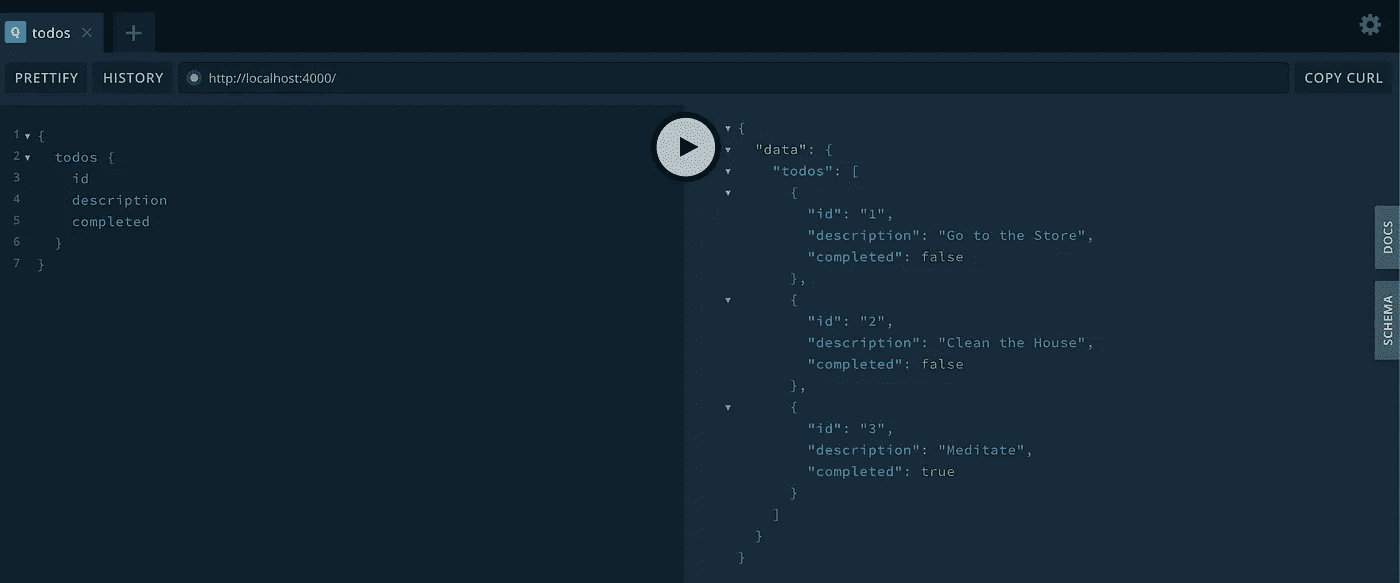 todos
PRETTIFY HISTORY http://localhost:4000/ COPY CURL
1 {
2 todos {
3 id
4 description
5 completed
6 }
7 }
{
"data": {
"todos": [
{
"id": "1",
"description": "Go to the Store",
"completed": false
},
{
"id": "2",
"description": "Clean the House",
"completed": false
},
{
"id": "3",
"description": "Meditate",
"completed": true
}
]
}
}
DOCS
SCHEMA